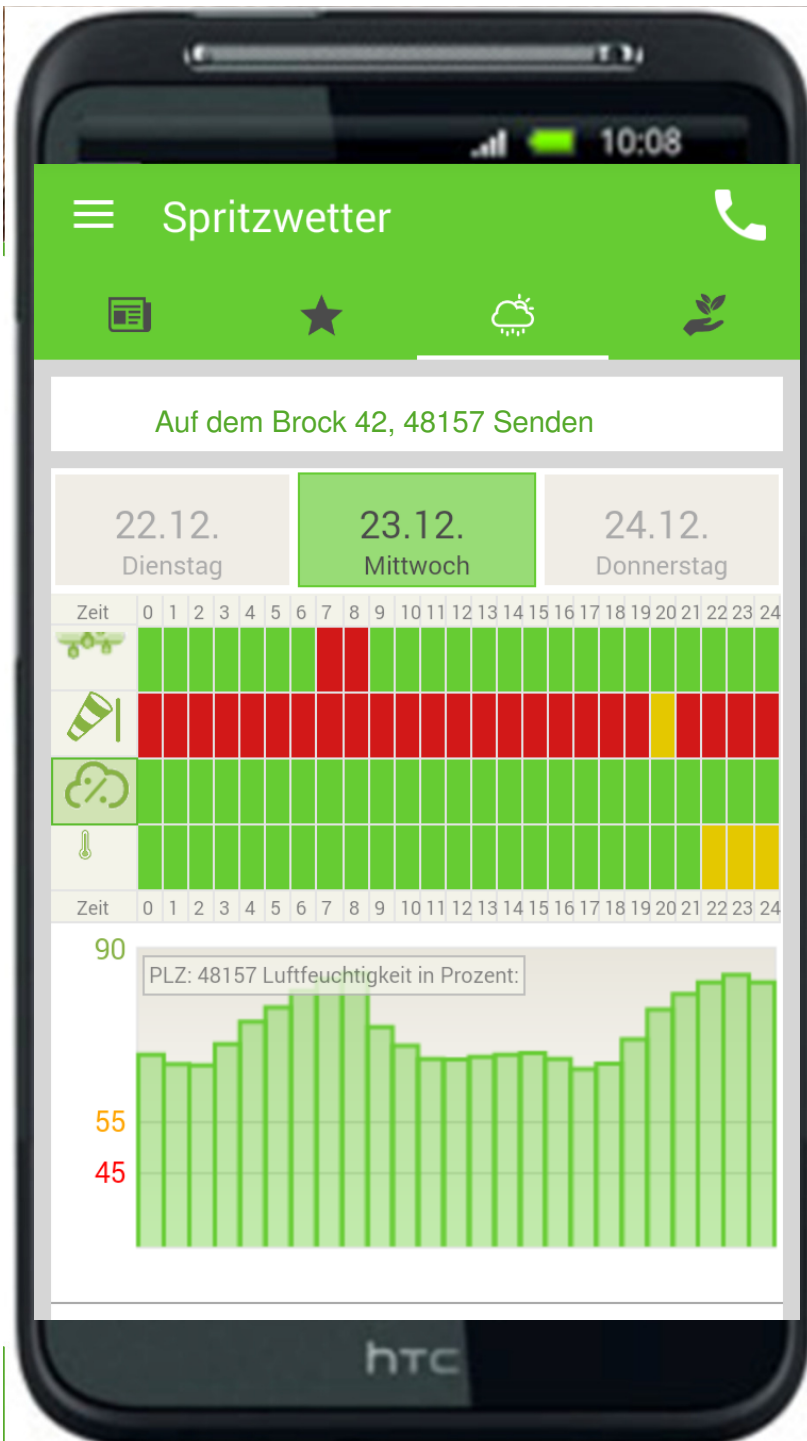 10:08
Spritzwetter
Auf dem Brock 42, 48157 Senden
22.12. 23.12. 24.12.
Dienstag Mittwoch Donnerstag
Zeit 0 1 2 3 4 5 6 7 8 9 10 11 12 13 14 15 16 17 18 19 20 21 22 23 24
Zeit 0 1 2 3 4 5 6 7 8 9 10 11 12 13 14 15 16 17 18 19 20 21 22 23 24
90
PLZ: 48157 Luftfeuchtigkeit in Prozent:
55
45
hTC